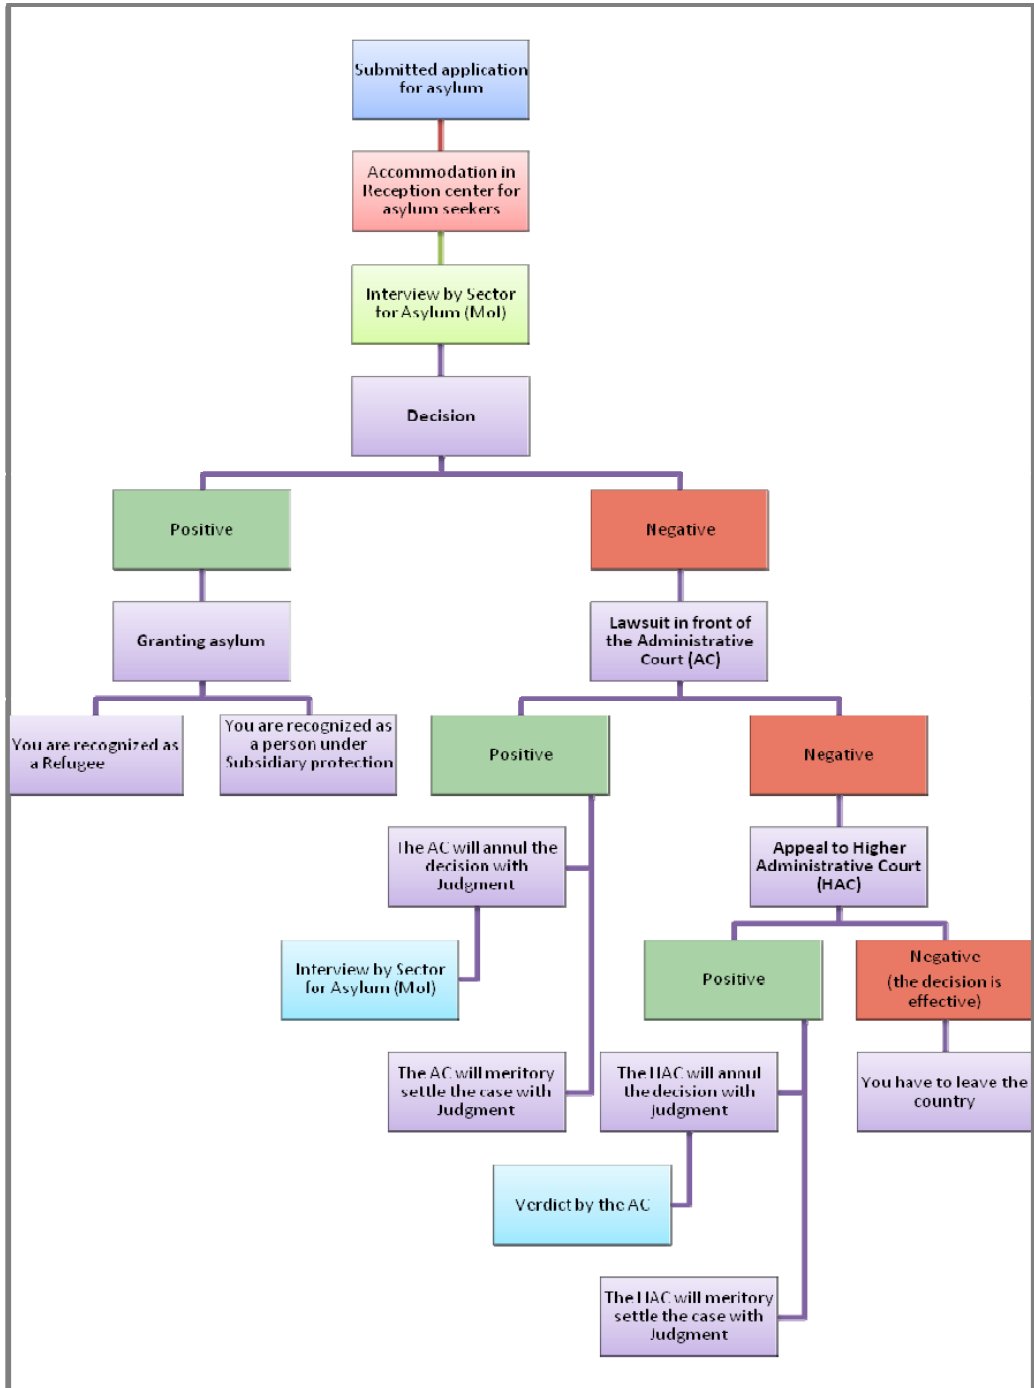 Submitted application
for asylum
Accommodation in
Reception center for
asylum seekers
Interview by Sector
for Asylum (MoI)
Decision
Positive
Negative
Granting asylum
Lawsuit in front of
the Administrative
Court (AC)
You are recognized as
a Refugee
You are recognized as
a person under
Subsidiary protection
Positive
Negative
The AC will annul the
decision with
Judgment
Appeal to Higher
Administrative Court
(HAC)
Interview by Sector
for Asylum (MoI)
Positive
Negative
(the decision is
effective)
The AC will meritory
settle the case with
Judgment
The HAC will annul
the decision with
judgment
You have to leave the
country
Verdict by the AC
The HAC will meritory
settle the case with
Judgment